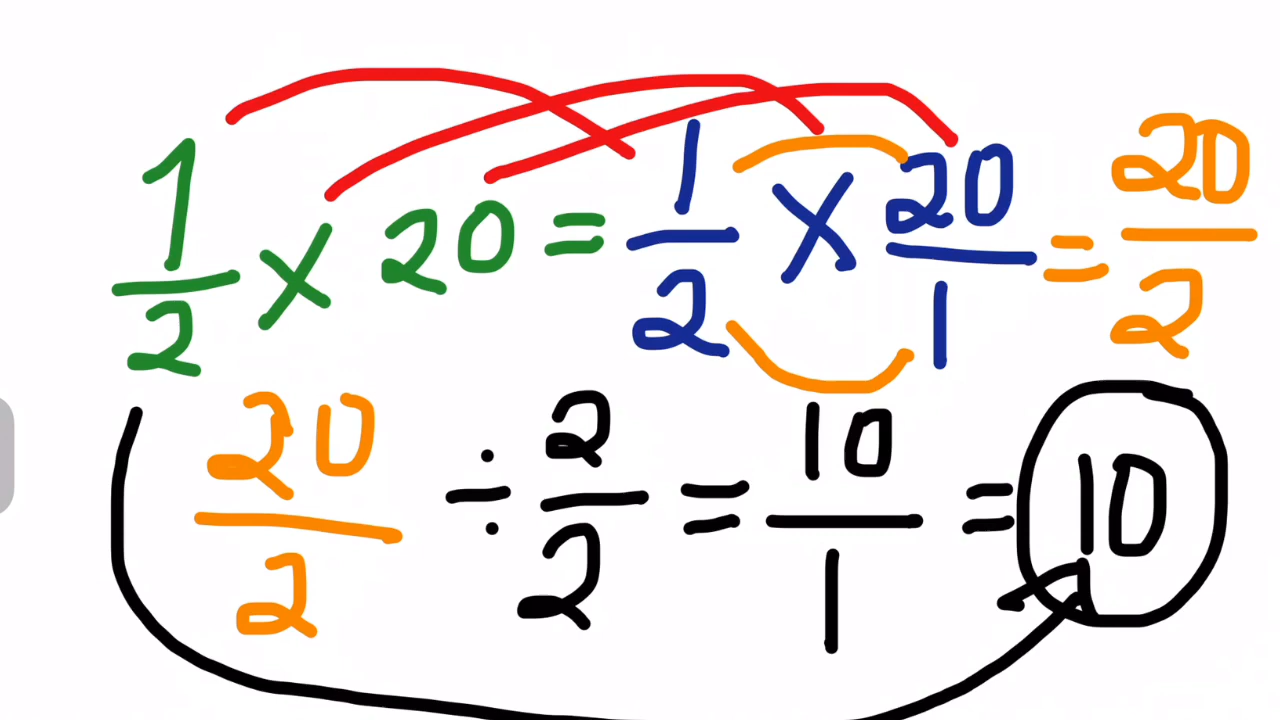 1/2 × 20 = 1/2 × 20/1 = 20/2
20/2 ÷ 2/2 = 10/1 = 10